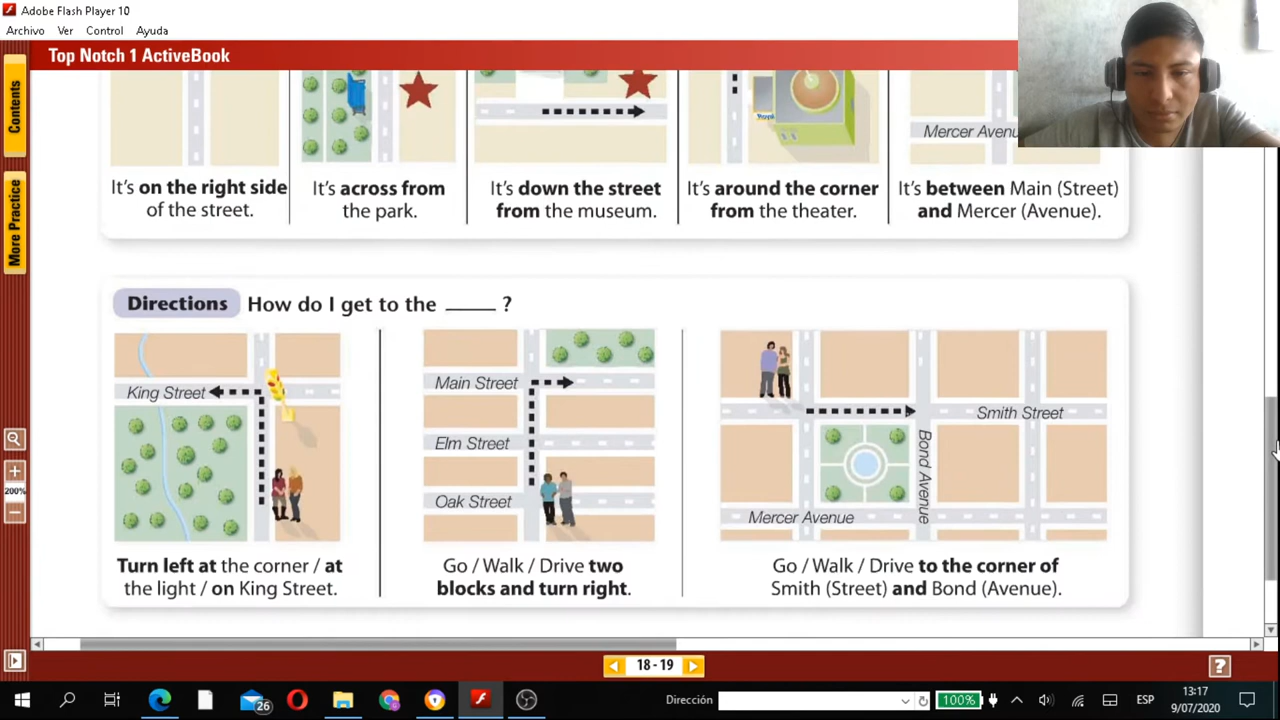 Adobe Flash Player 10
Archivo Ver Control Ayuda
Top Notch 1 ActiveBook
Contents
More Practice
200%
Mercer Avenu
It's on the right side
of the street.
It's across from
the park.
It's down the street
from the museum.
It's around the corner
from the theater.
It's between Main (Street)
and Mercer (Avenue).
Directions How do I get to the _____ ?
King Street
Turn left at the corner / at
the light / on King Street.
Main Street
Elm Street
Oak Street
Go / Walk / Drive two
blocks and turn right.
Smith Street
Bond Avenue
Mercer Avenue
Go / Walk / Drive to the corner of
Smith (Street) and Bond (Avenue).
18 - 19
?
26
Dirección
100%
ESP
13:17
9/07/2020